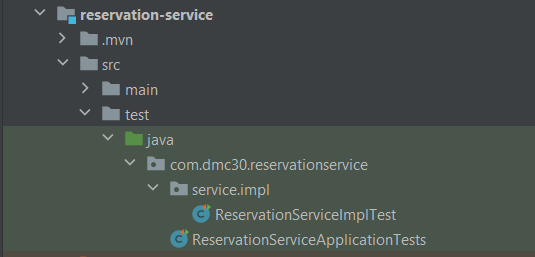 reservation-service
.mvn
src
main
test
java
com.dmc30.reservationservice
service.impl
ReservationServiceImplTest
ReservationServiceApplicationTests